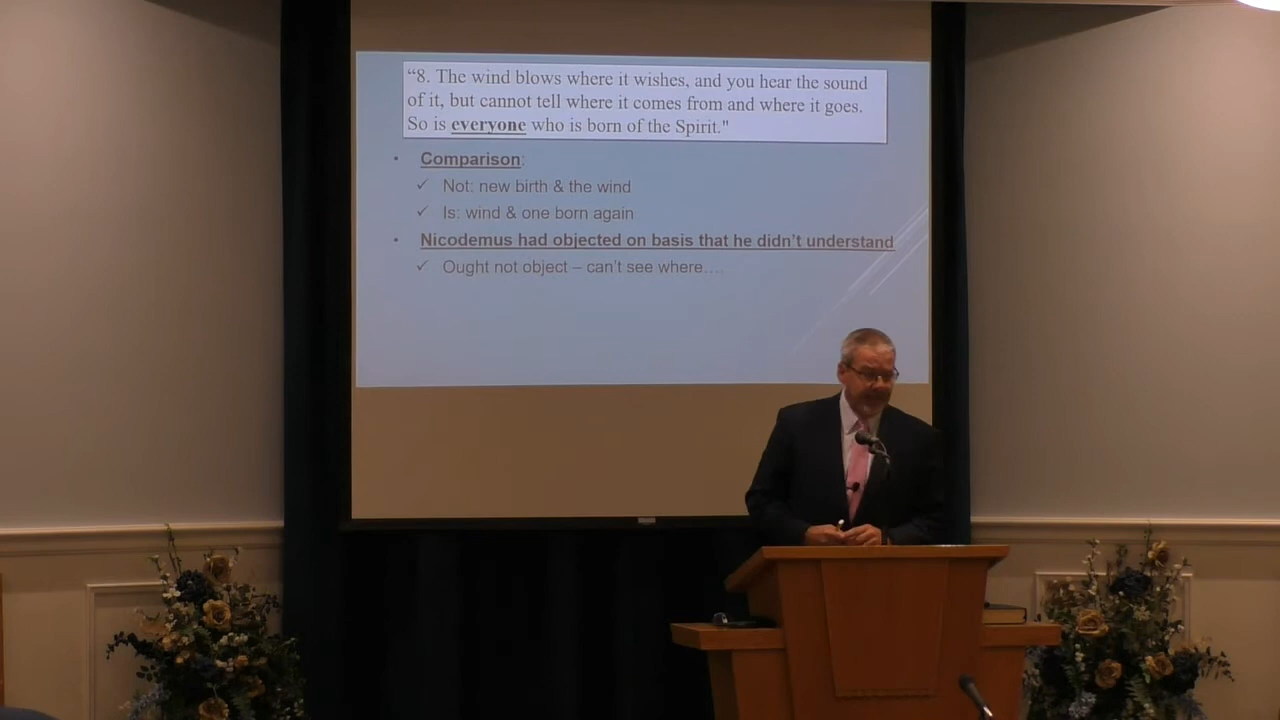 “8. The wind blows where it wishes, and you hear the sound
of it, but cannot tell where it comes from and where it goes.
So is everyone who is born of the Spirit."
• Comparison:
✓ Not: new birth & the wind
✓ Is: wind & one born again
• Nicodemus had objected on basis that he didn’t understand
✓ Ought not object – can’t see where….